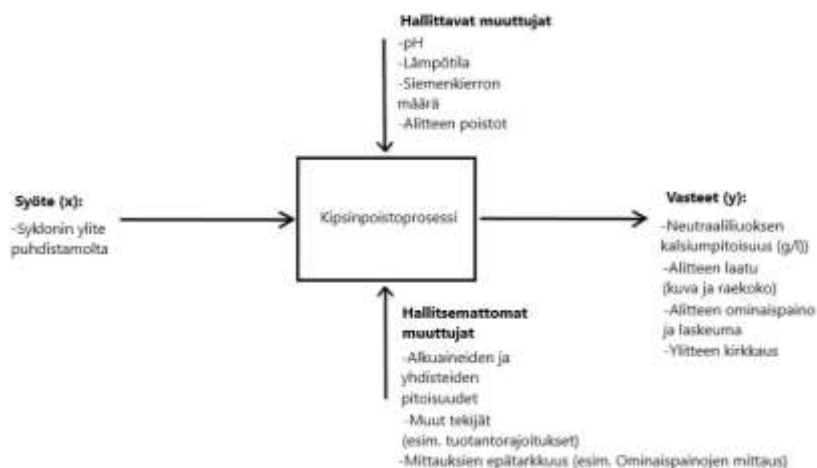 Hallittavat muuttujat
-pH
-Lämpötila
-Siemenkierron
määrä
-Alitteen poistot
Syöte (x):
-Syklonin ylite
puhdistamolta
Kipsinpoistoprosessi
Vasteet (y):
-Neutraaliliuoksen
kalsiumpitoisuus (g/l))
-Alitteen laatu
(kuva ja raekoko)
-Alitteen ominaispaino
ja laskeuma
-Ylitteen kirkkaus
Hallitsemattomat
muuttujat
-Alkuaineiden ja
yhdisteiden
pitoisuudet
-Muut tekijät
(esim. tuotantorajoitukset)
-Mittauksien epätarkkuus (esim. Ominaispainojen mittaus)